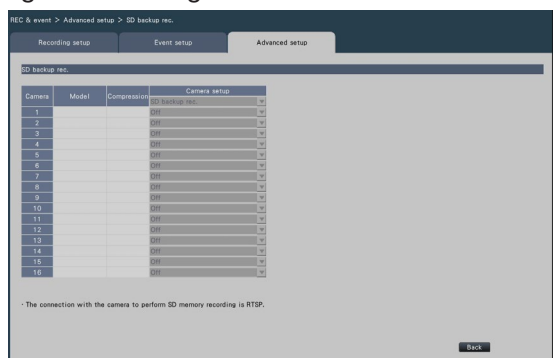 REC & event > Advanced setup > SD backup rec.
Recording setup Event setup Advanced setup
SD backup rec.
Camera Model Compression Camera setup
SD backup rec.
1 Off
2 Off
3 Off
4 Off
5 Off
6 Off
7 Off
8 Off
9 Off
10 Off
11 Off
12 Off
13 Off
14 Off
15 Off
16 Off
· The connection with the camera to perform SD memory recording is RTSP.
Back